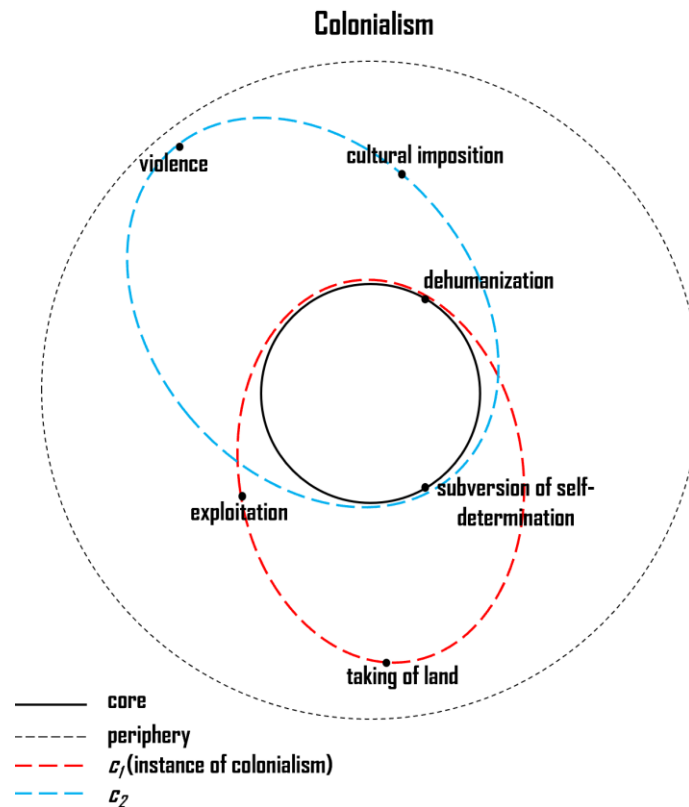 Colonialism
violence
cultural imposition
dehumanization
exploitation
subversion of self-
determination
taking of land
core
periphery
c1 (instance of colonialism)
c2